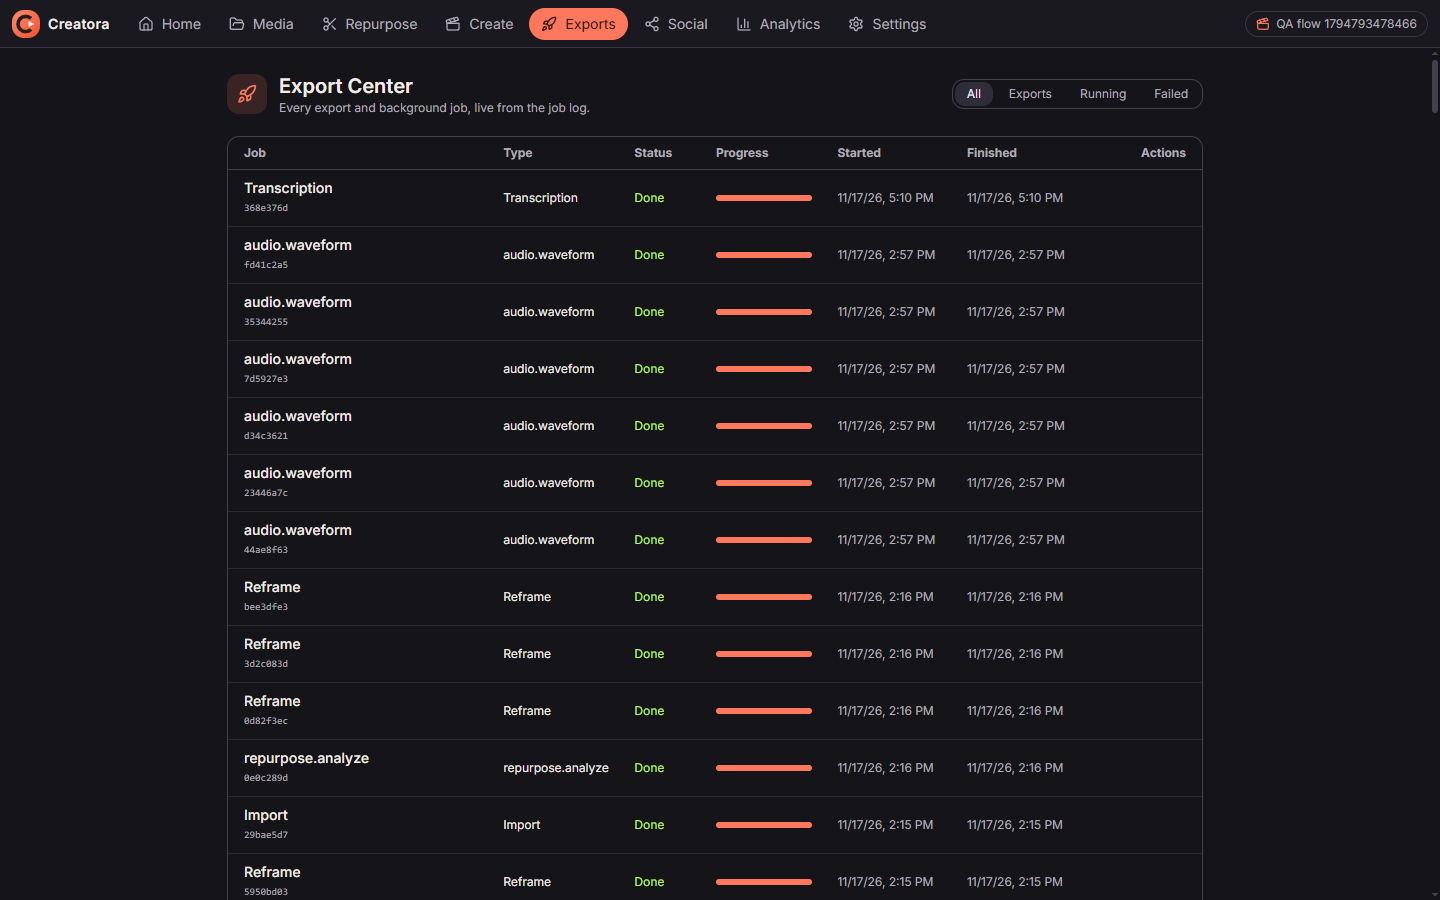 Creatora Home Media Repurpose Create Exports Social Analytics Settings QA flow 1794793478466
Export Center
Every export and background job, live from the job log.
All Exports Running Failed
Job Type Status Progress Started Finished Actions
Transcription
368e376d
Transcription Done 11/17/26, 5:10 PM 11/17/26, 5:10 PM
audio.waveform
fd41c2a5
audio.waveform Done 11/17/26, 2:57 PM 11/17/26, 2:57 PM
audio.waveform
35344255
audio.waveform Done 11/17/26, 2:57 PM 11/17/26, 2:57 PM
audio.waveform
7d5927e3
audio.waveform Done 11/17/26, 2:57 PM 11/17/26, 2:57 PM
audio.waveform
d34c3621
audio.waveform Done 11/17/26, 2:57 PM 11/17/26, 2:57 PM
audio.waveform
23446a7c
audio.waveform Done 11/17/26, 2:57 PM 11/17/26, 2:57 PM
audio.waveform
44ae8f63
audio.waveform Done 11/17/26, 2:57 PM 11/17/26, 2:57 PM
Reframe
bee3dfe3
Reframe Done 11/17/26, 2:16 PM 11/17/26, 2:16 PM
Reframe
3d2c083d
Reframe Done 11/17/26, 2:16 PM 11/17/26, 2:16 PM
Reframe
0d82f3ec
Reframe Done 11/17/26, 2:16 PM 11/17/26, 2:16 PM
repurpose.analyze
0e0c289d
repurpose.analyze Done 11/17/26, 2:16 PM 11/17/26, 2:16 PM
Import
29bae5d7
Import Done 11/17/26, 2:15 PM 11/17/26, 2:15 PM
Reframe
5950bd03
Reframe Done 11/17/26, 2:15 PM 11/17/26, 2:15 PM